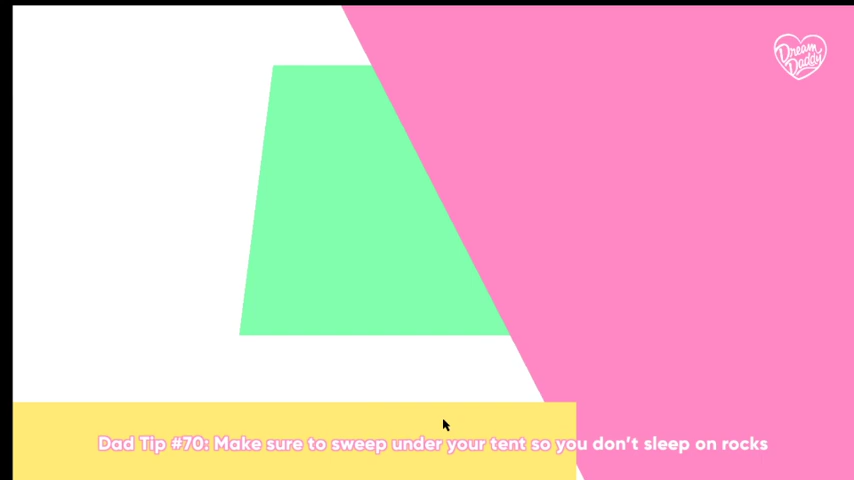 Dream
Daddy
Dad Tip #70: Make sure to sweep under your tent so you don't sleep on rocks